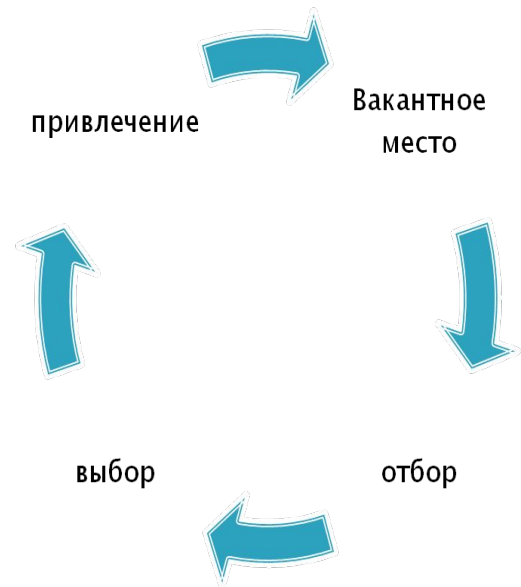 привлечение
Вакантное
место
выбор
отбор